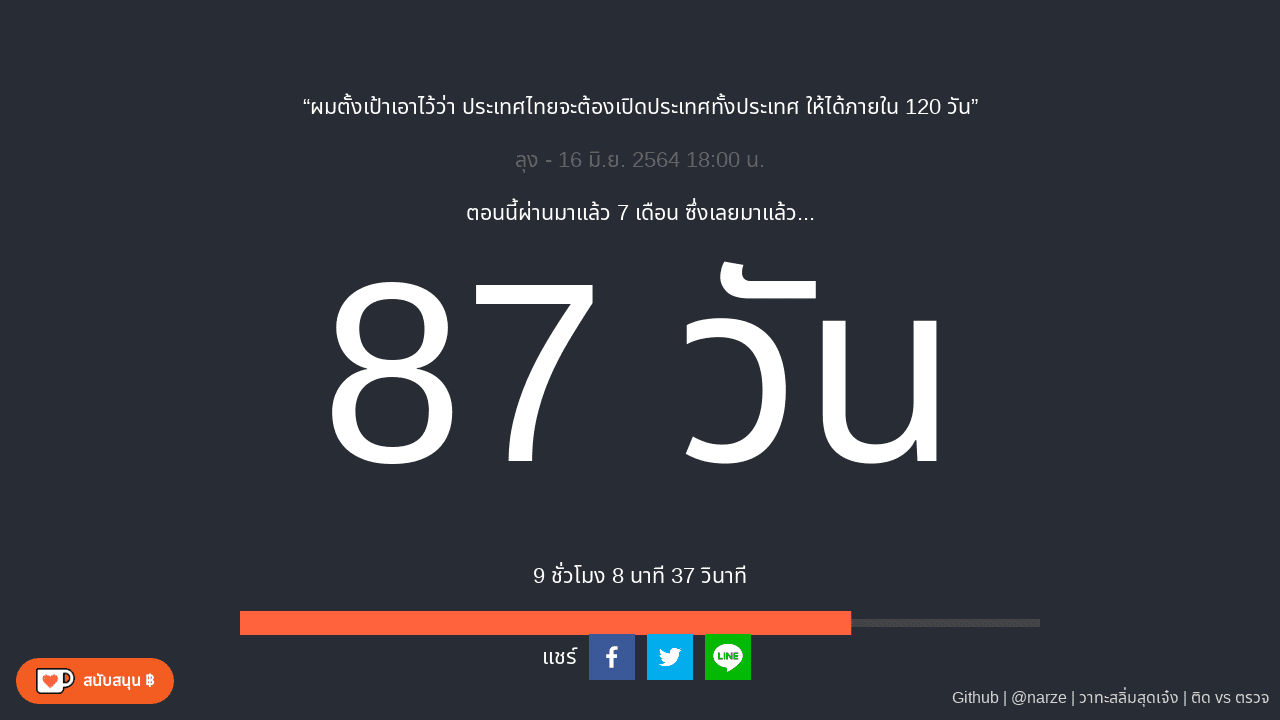 “ผมตั้งเป้าเอาไว้ว่า ประเทศไทยจะต้องเปิดประเทศทั้งประเทศ ให้ได้ภายใน 120 วัน”
ลุง - 16 มิ.ย. 2564 18:00 น.
ตอนนี้ผ่านมาแล้ว 7 เดือน ซึ่งเลยมาแล้ว...
87 วัน
9 ชั่วโมง 8 นาที 37 วินาที
แชร์
LINE
สนับสนุน ฿
Github | @narze | วาทะสลิ่มสุดเจ๋ง | ติด vs ตรวจ